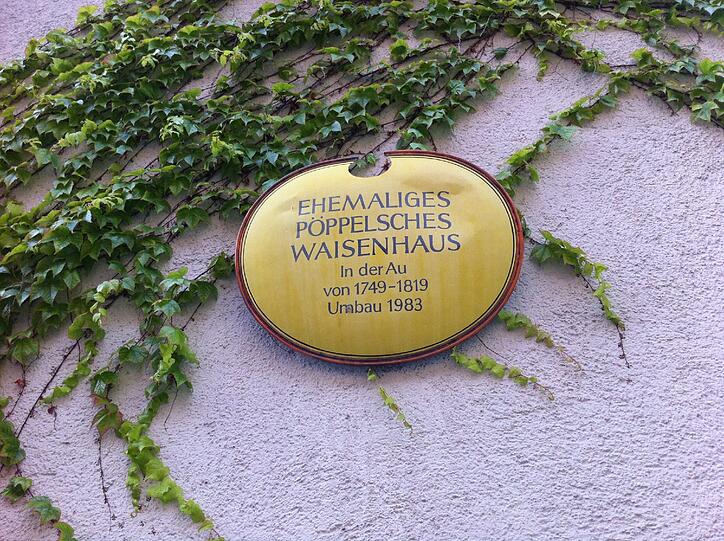 EHEMALIGES
PÖPPELSCHES
WAISENHAUS
In der Au
von 1749-1819
Umbau 1983